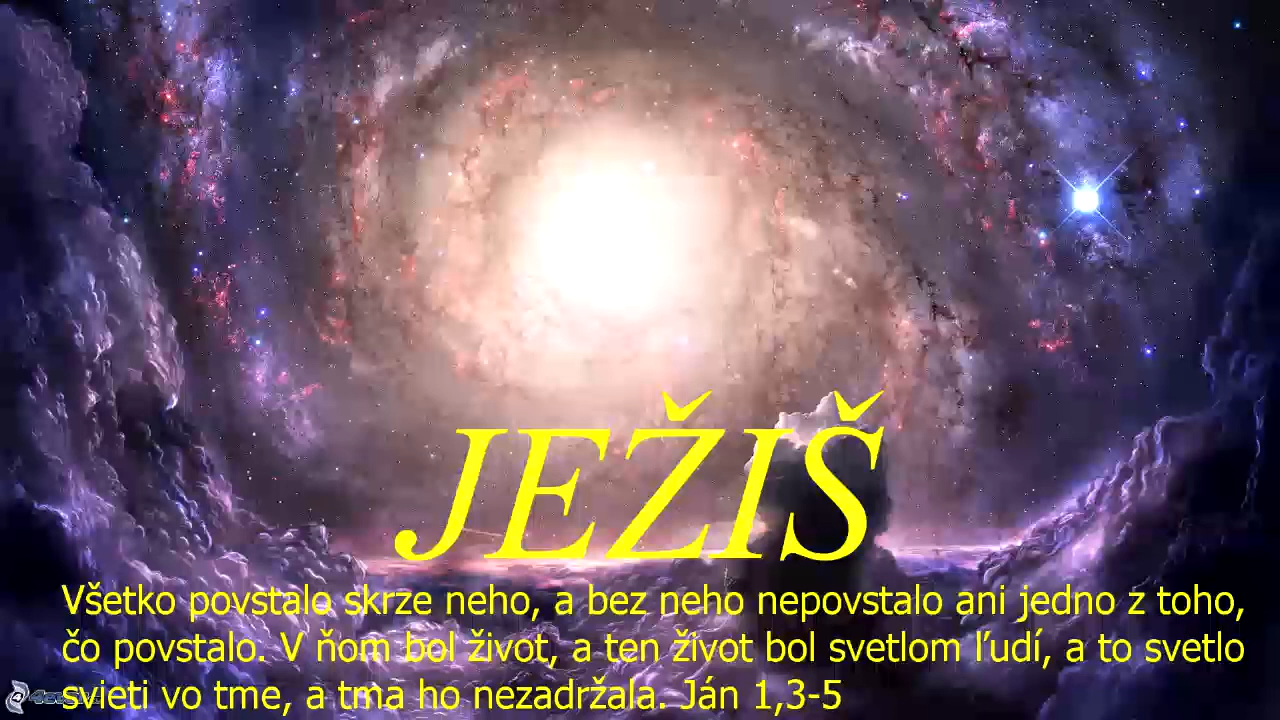 JEŽIŠ
Všetko povstalo skrze neho, a bez neho nepovstalo ani jedno z toho,
čo povstalo. V ňom bol život, a ten život bol svetlom ľudí, a to svetlo
svieti vo tme, a tma ho nezadržala. Ján 1,3-5